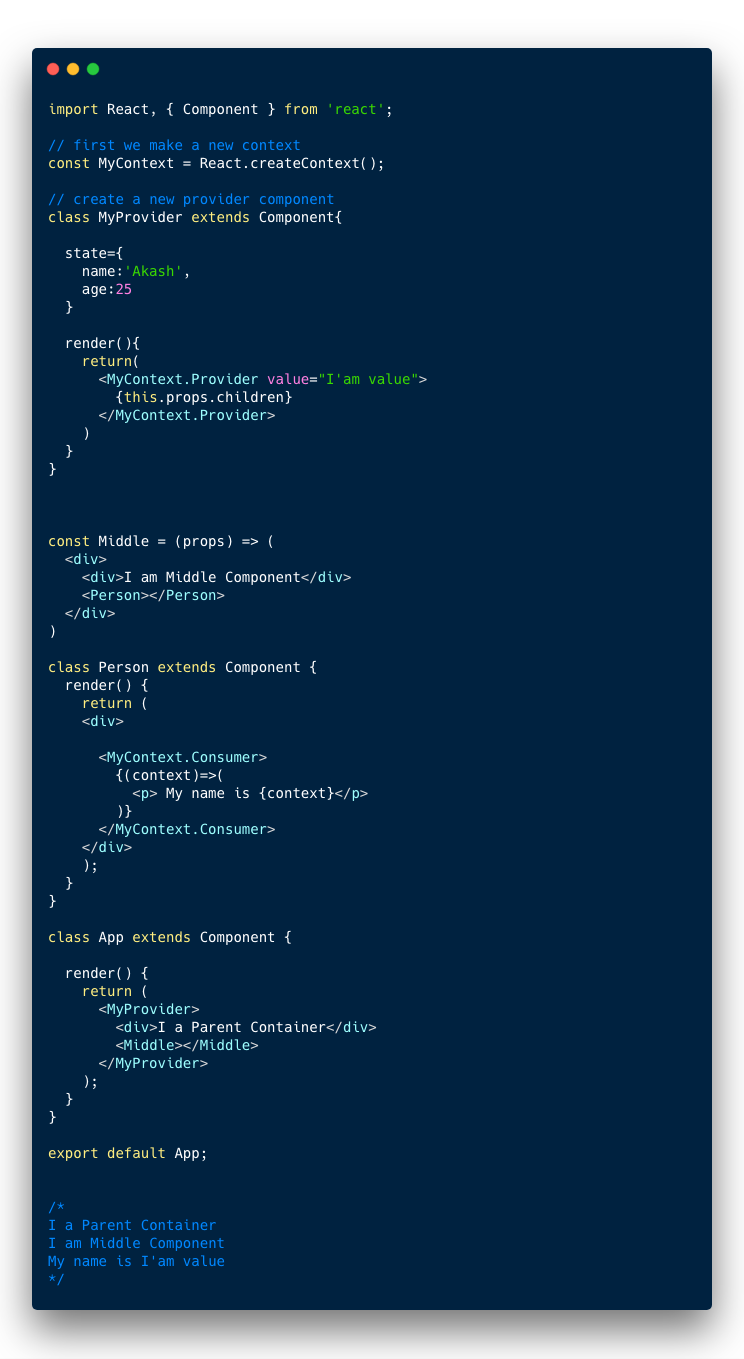 import React, { Component } from 'react';

// first we make a new context
const MyContext = React.createContext();

// create a new provider component
class MyProvider extends Component{

  state={
    name:'Akash',
    age:25
  }

  render(){
    return(
      <MyContext.Provider value="I'am value">
        {this.props.children}
      </MyContext.Provider>
    )
  }
}

const Middle = (props) => (
  <div>
    <div>I am Middle Component</div>
    <Person></Person>
  </div>
)

class Person extends Component {
  render() {
    return (
    <div>

      <MyContext.Consumer>
        {(context)=>(
          <p> My name is {context}</p>
        )}
      </MyContext.Consumer>
    </div>
    );
  }
}

class App extends Component {

  render() {
    return (
      <MyProvider>
        <div>I a Parent Container</div>
        <Middle></Middle>
      </MyProvider>
    );
  }
}

export default App;

/*
I a Parent Container
I am Middle Component
My name is I'am value
*/